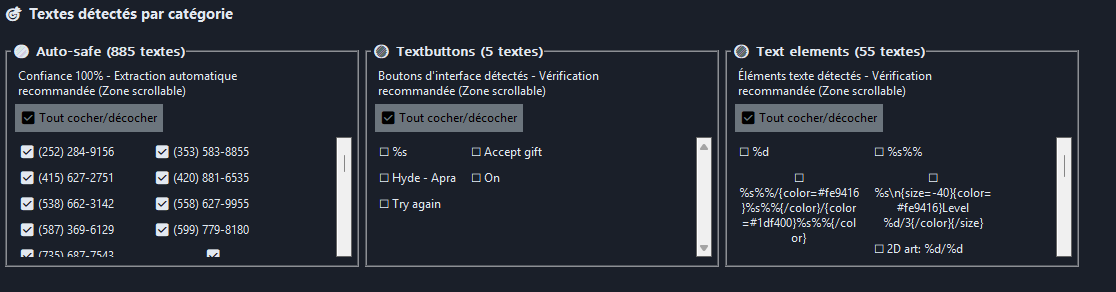 Textes détectés par catégorie
Auto-safe (885 textes)
Confiance 100% - Extraction automatique
recommandée (Zone scrollable)
Tout cocher/décocher
(252) 284-9156
(353) 583-8855
(415) 627-2751
(420) 881-6535
(538) 662-3142
(558) 627-9955
(587) 369-6129
(599) 779-8180
(735) 687-7543
Textbuttons (5 textes)
Boutons d'interface détectés - Vérification
recommandée (Zone scrollable)
Tout cocher/décocher
%s
Accept gift
Hyde - Apra
On
Try again
Text elements (55 textes)
Éléments texte détectés - Vérification
recommandée (Zone scrollable)
Tout cocher/décocher
%d
%s%%
%s%%/{color=#fe9416
}%s%%{/color}/{color
=#1df400}%s%%{/col
or}
%s\n{size=-40}{color=
#fe9416}Level
%d/3{/color}{/size}
2D art: %d/%d